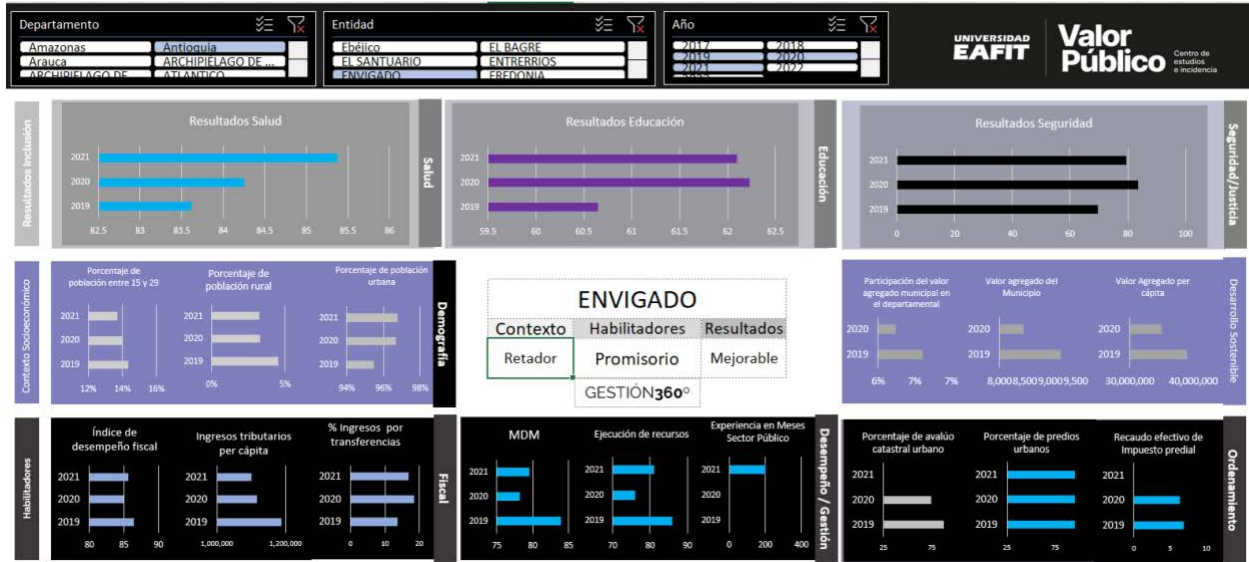 Departamento
Entidad
Año
Amazonas
Antioquia
Arauca
ARCHIPIELAGO DE ...
ARCHIPIELAGO DE
ATLANTICO
Ebéjico
EL BAGRE
EL SANTUARIO
ENTRERRIOS
ENVIGADO
FREDONIA
2017
2018
2019
2020
2021
2022
UNIVERSIDAD
EAFIT
Valor
Público
Centro de
estudios
e incidencia
Resultados Inclusión
Resultados Salud
2021
2020
2019
82.5 83 83.5 84 84.5 85 85.5 86
Salud
Resultados Educación
2021
2020
2019
59.5 60 60.5 61 61.5 62 62.5
Educación
Resultados Seguridad
2021
2020
2019
0 20 40 60 80 100
Seguridad/Justicia
Contexto Socioeconómico
Porcentaje de
población entre 15 y 29
2021
2020
2019
12% 14% 16%
Porcentaje de
población rural
2021
2020
2019
0% 5%
Porcentaje de población
urbana
2021
2020
2019
94% 96% 98%
Demografía
ENVIGADO
Contexto Habilitadores Resultados
Retador Promisorio Mejorable
GESTIÓN360°
Participación del valor
agregado municipal en
el departamental
2020
2019
6% 7% 7%
Valor agregado del
Municipio
2020
2019
8,000 8,500 9,000 9,500
Valor Agregado per
cápita
2020
2019
30,000,000 40,000,000
Desarrollo Sostenible
Habilitadores
Índice de
desempeño fiscal
2021
2020
2019
80 85 90
Ingresos tributarios
per cápita
2021
2020
2019
1,000,000 1,200,000
% Ingresos por
transferencias
2021
2020
2019
0 10 20
Fiscal
MDM
2021
2020
2019
75 80 85
Ejecución de recursos
2021
2020
2019
70 80 90
Experiencia en Meses
Sector Público
2021
2020
2019
0 200 400
Desempeño / Gestión
Porcentaje de avalúo
catastral urbano
2021
2020
2019
25 75
Porcentaje de predios
urbanos
2021
2020
2019
25 75
Recaudo efectivo de
Impuesto predial
2021
2020
2019
0 5 10
Ordenamiento